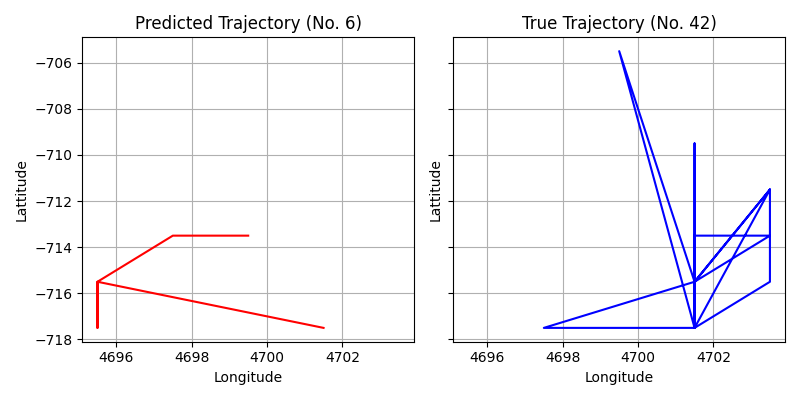 Predicted Trajectory (No. 6)
True Trajectory (No. 42)
−706
−708
−710
−712
−714
−716
−718
Lattitude
Lattitude
4696
4698
4700
4702
4696
4698
4700
4702
Longitude
Longitude